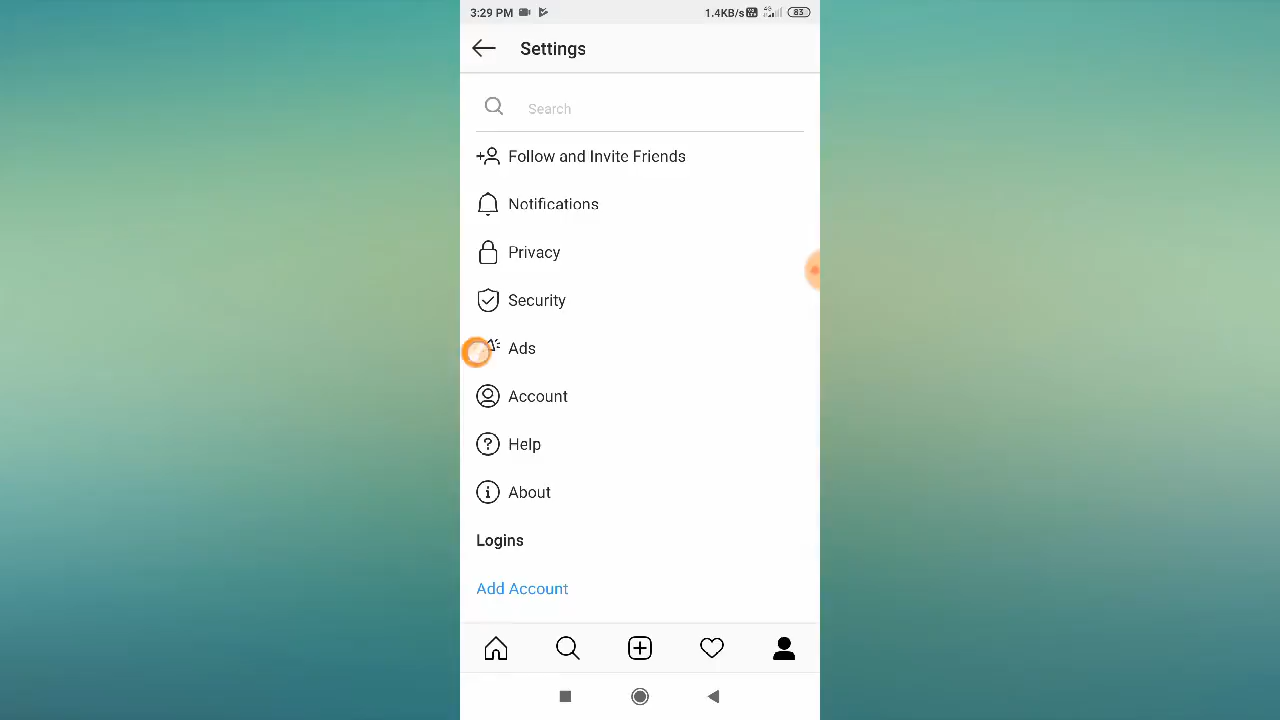 3:29 PM 1.4KB/s 4G 83
Settings
Search
Follow and Invite Friends
Notifications
Privacy
Security
Ads
Account
Help
About
Logins
Add Account